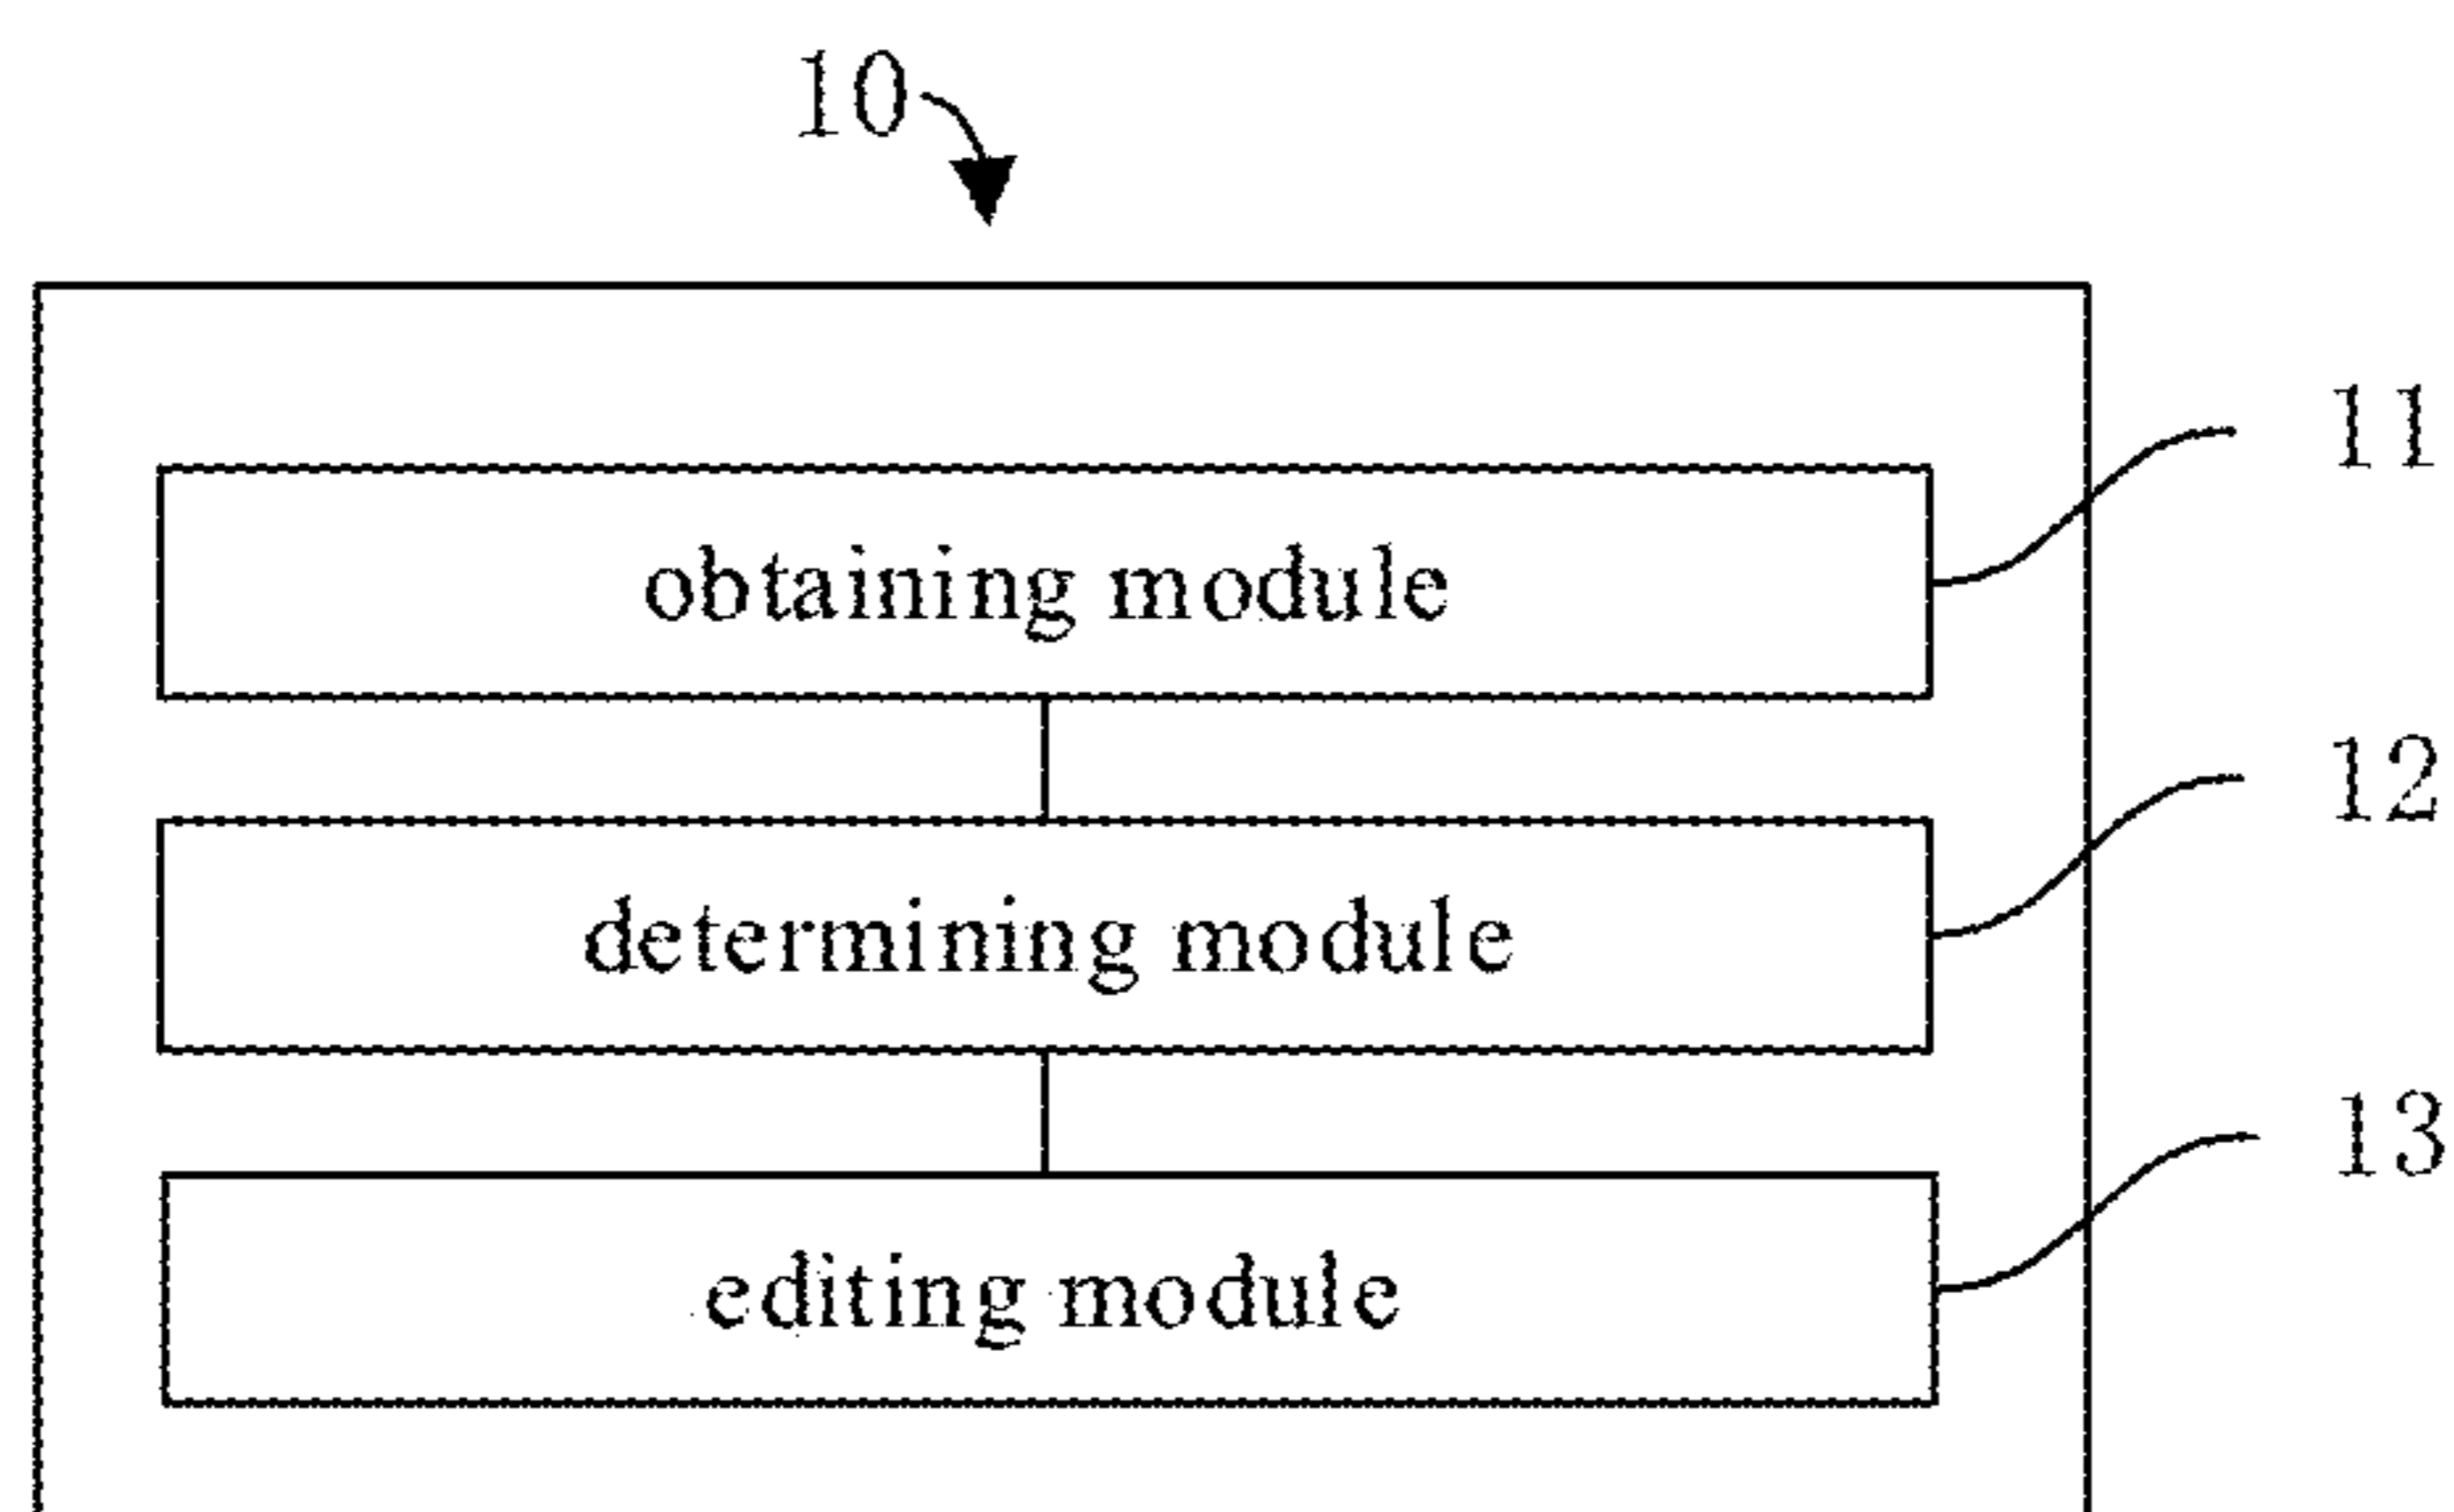 10
obtaining module
11
determining module
12
editing module
13